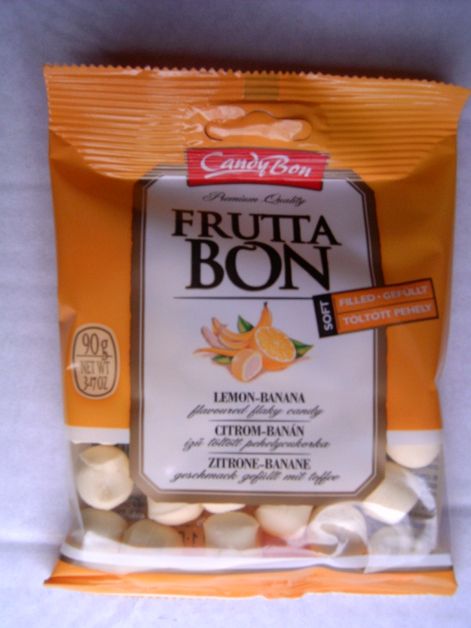 CandyBon
Premium Quality
FRUTTA
BON
SOFT
FILLED • GEFÜLLT
TÖLTÖTT PEHELY
90g
NET WT
3.17 OZ
LEMON-BANANA
flavoured flaky candy
CITROM-BANÁN
ízű töltött pehelycukorka
ZITRONE-BANANE
geschmack gefüllt mit toffee